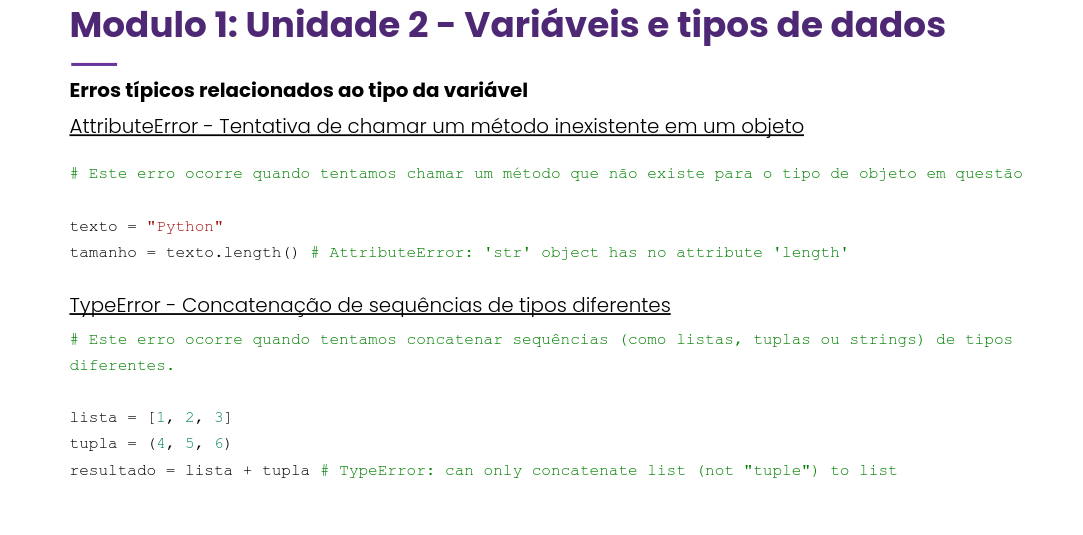 Modulo 1: Unidade 2 - Variáveis e tipos de dados
Erros típicos relacionados ao tipo da variável
AttributeError - Tentativa de chamar um método inexistente em um objeto
# Este erro ocorre quando tentamos chamar um método que não existe para o tipo de objeto em questão
texto = "Python"
tamanho = texto.length() # AttributeError: 'str' object has no attribute 'length'
TypeError - Concatenação de sequências de tipos diferentes
# Este erro ocorre quando tentamos concatenar sequências (como listas, tuplas ou strings) de tipos
diferentes.
lista = [1, 2, 3]
tupla = (4, 5, 6)
resultado = lista + tupla # TypeError: can only concatenate list (not "tuple") to list